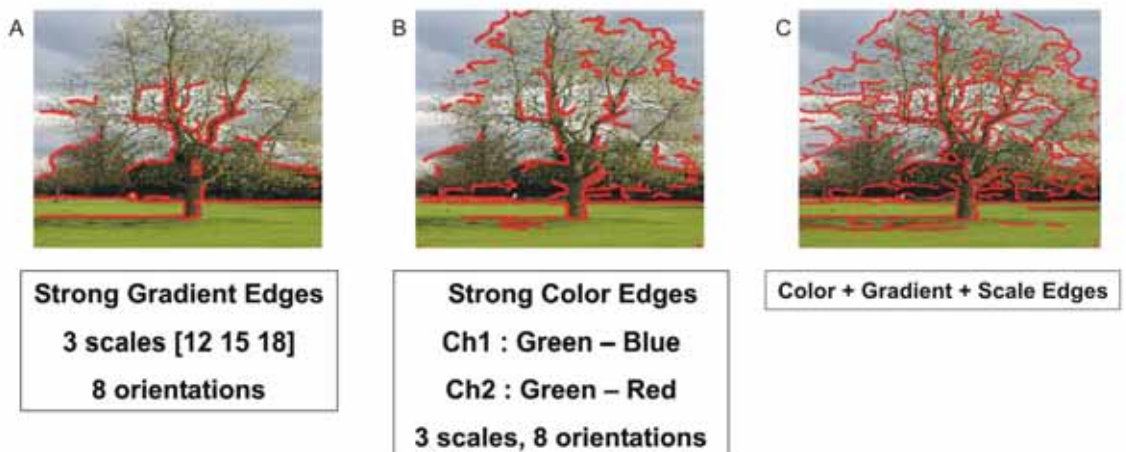 A
B
C
Strong Gradient Edges
3 scales [12 15 18]
8 orientations
Strong Color Edges
Ch1 : Green – Blue
Ch2 : Green – Red
3 scales, 8 orientations
Color + Gradient + Scale Edges